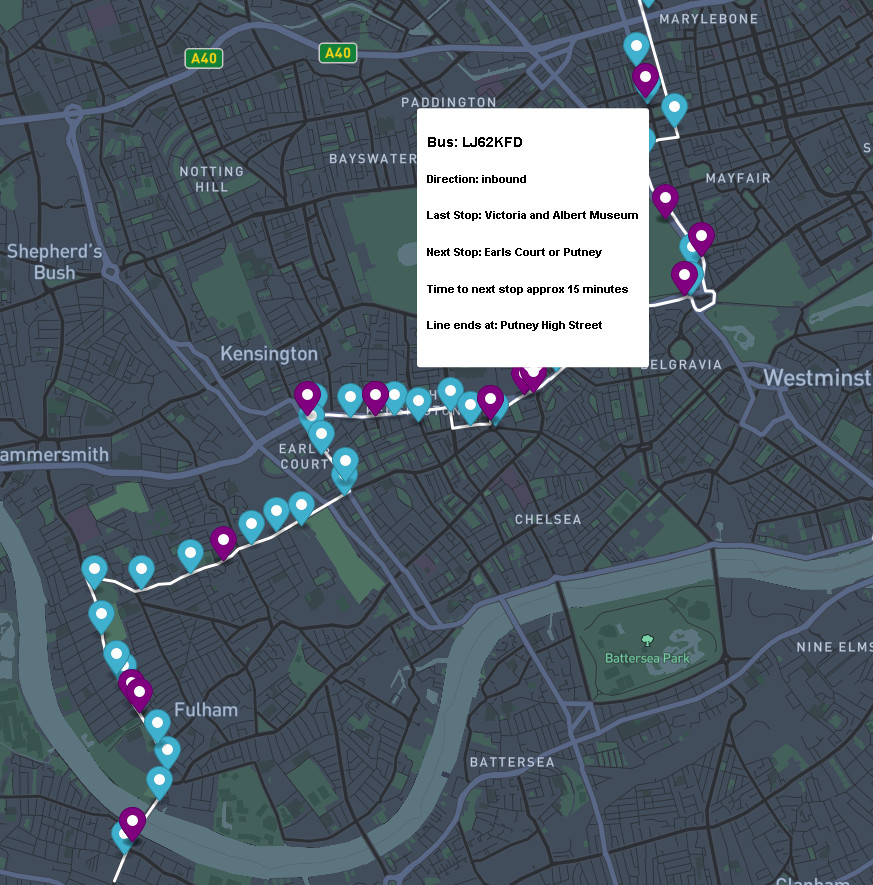 MARYLEBONE
A40
A40
PADDINGTON
BAYSWATER
NOTTING
HILL
MAYFAIR
Shepherd's
Bush
Bus: LJ62KFD
Direction: inbound
Last Stop: Victoria and Albert Museum
Next Stop: Earls Court or Putney
Time to next stop approx 15 minutes
Line ends at: Putney High Street
Kensington
BELGRAVIA
Westminst
ammersmith
COURT
CHELSEA
Battersea Park
NINE ELMS
Fulham
BATTERSEA
Clapham